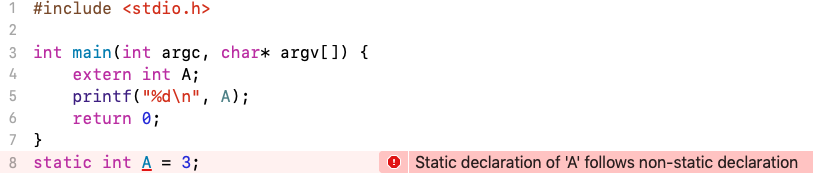 1 #include <stdio.h>
2
3 int main(int argc, char* argv[]) {
4     extern int A;
5     printf("%d\n", A);
6     return 0;
7 }
8 static int A = 3; Static declaration of 'A' follows non-static declaration